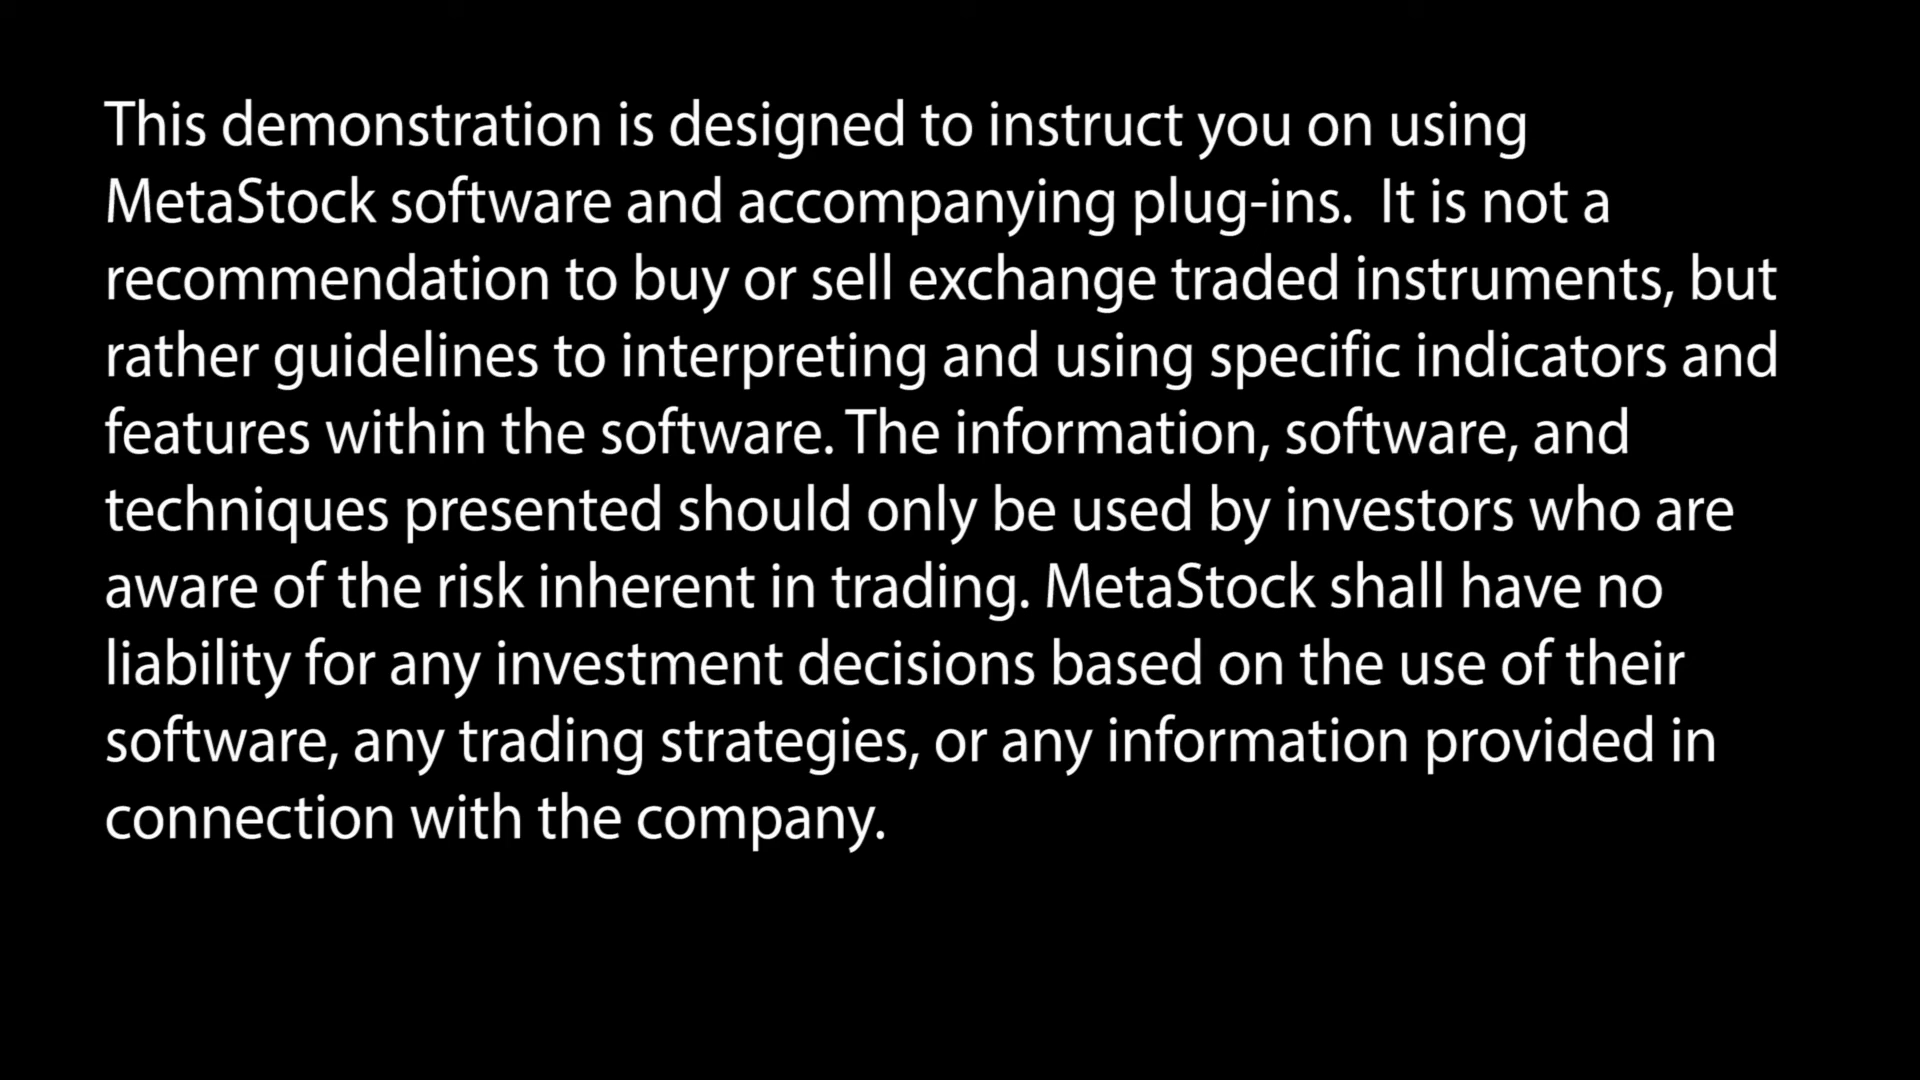 This demonstration is designed to instruct you on using
MetaStock software and accompanying plug-ins.  It is not a
recommendation to buy or sell exchange traded instruments, but
rather guidelines to interpreting and using specific indicators and
features within the software. The information, software, and
techniques presented should only be used by investors who are
aware of the risk inherent in trading. MetaStock shall have no
liability for any investment decisions based on the use of their
software, any trading strategies, or any information provided in
connection with the company.